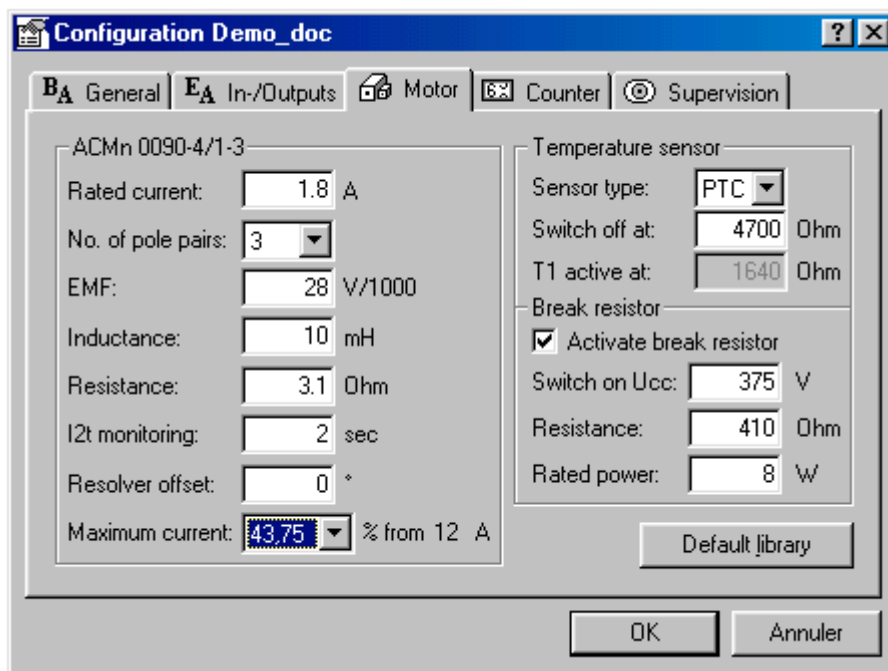 Configuration Demo_doc
BA General
EA In-/Outputs
Motor
Counter
Supervision
ACMn 0090-4/1-3
Rated current: 1.8 A
No. of pole pairs: 3
EMF: 28 V/1000
Inductance: 10 mH
Resistance: 3.1 Ohm
I2t monitoring: 2 sec
Resolver offset: 0 °
Maximum current: 43,75 % from 12 A
Temperature sensor
Sensor type: PTC
Switch off at: 4700 Ohm
T1 active at: 1640 Ohm
Break resistor
Activate break resistor
Switch on Ucc: 375 V
Resistance: 410 Ohm
Rated power: 8 W
Default library
OK
Annuler